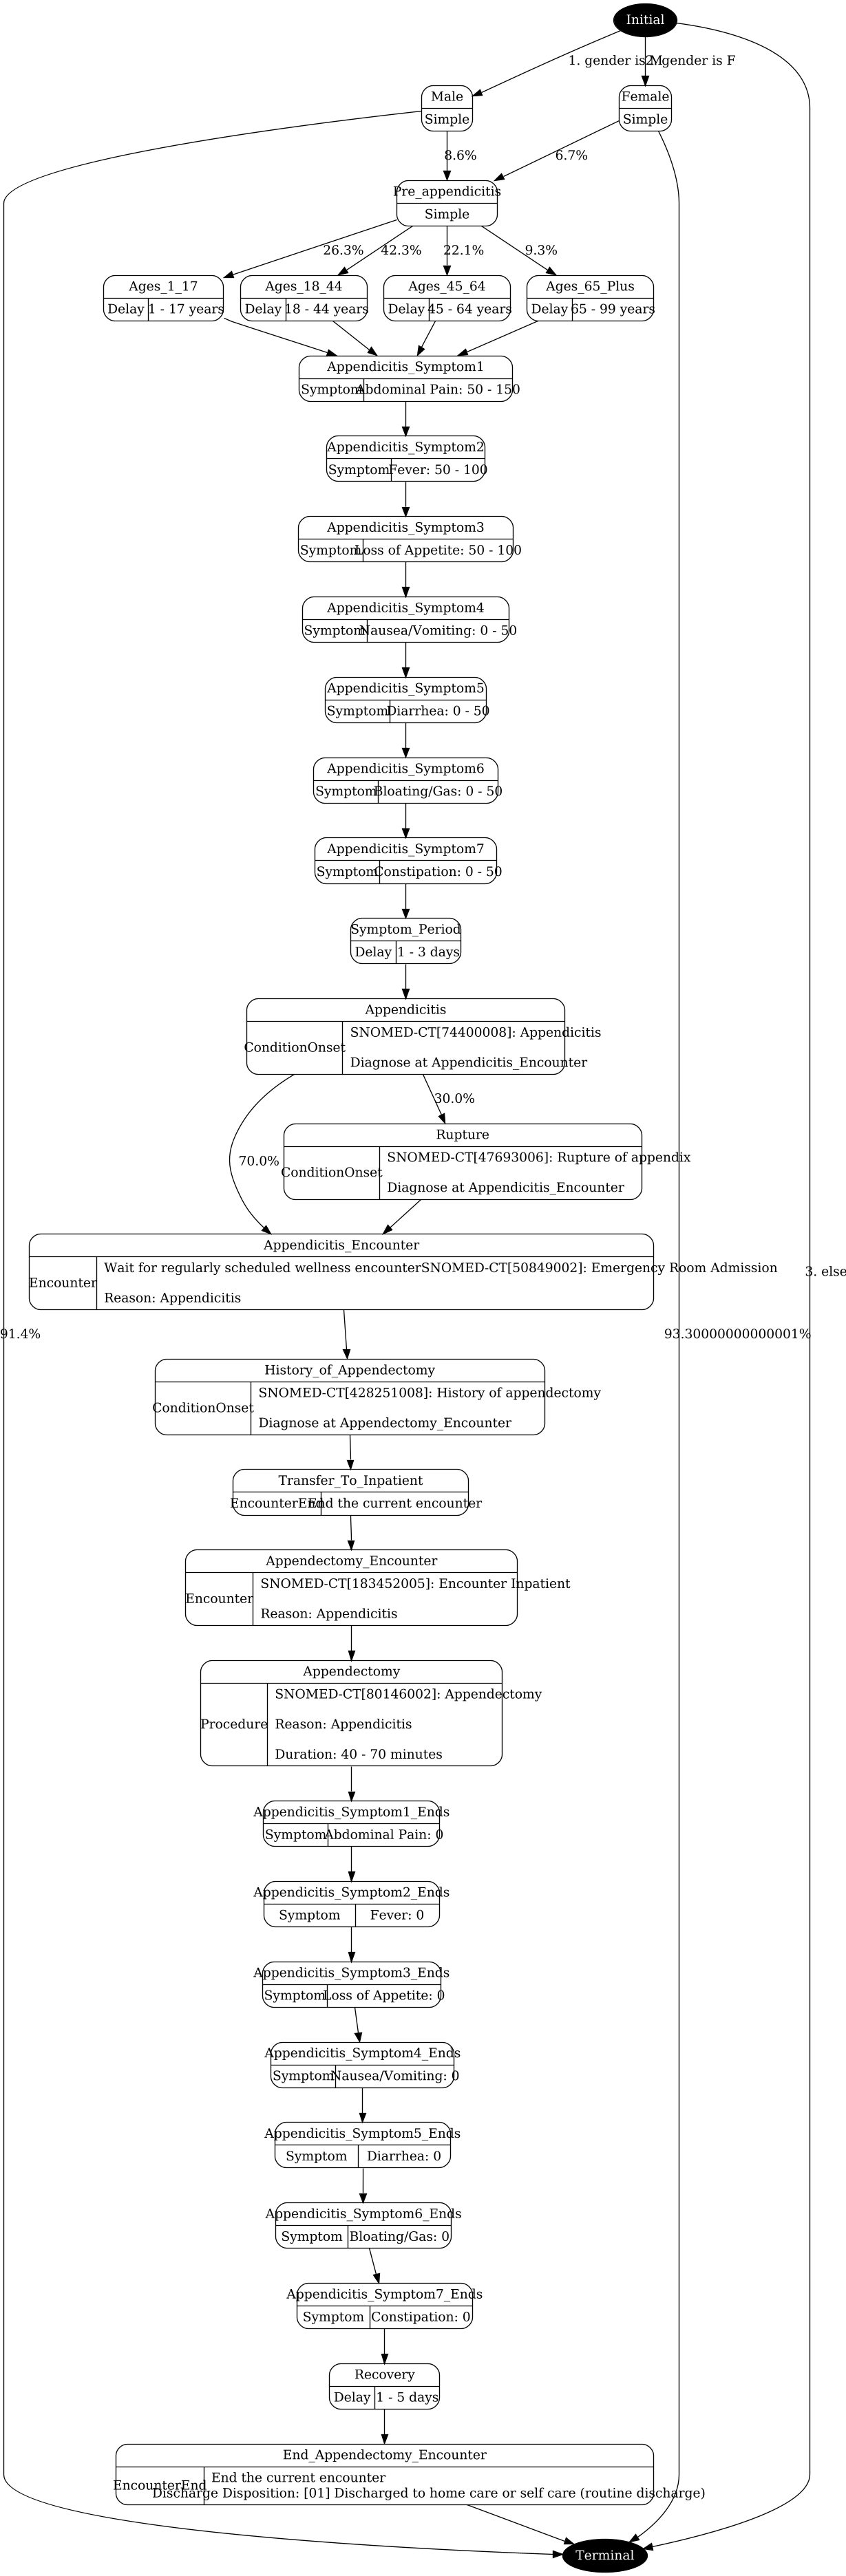 Initial
1. gender is M
2. gender is F
Male
Simple
Female
Simple
8.6%
6.7%
Pre_appendicitis
Simple
26.3%
42.3%
22.1%
9.3%
Ages_1_17
Delay
1 - 17 years
Ages_18_44
Delay
18 - 44 years
Ages_45_64
Delay
45 - 64 years
Ages_65_Plus
Delay
65 - 99 years
Appendicitis_Symptom1
Symptom
Abdominal Pain: 50 - 150
Appendicitis_Symptom2
Symptom
Fever: 50 - 100
Appendicitis_Symptom3
Symptom
Loss of Appetite: 50 - 100
Appendicitis_Symptom4
Symptom
Nausea/Vomiting: 0 - 50
Appendicitis_Symptom5
Symptom
Diarrhea: 0 - 50
Appendicitis_Symptom6
Symptom
Bloating/Gas: 0 - 50
Appendicitis_Symptom7
Symptom
Constipation: 0 - 50
Symptom_Period
Delay
1 - 3 days
Appendicitis
ConditionOnset
SNOMED-CT[74400008]: Appendicitis
Diagnose at Appendicitis_Encounter
30.0%
Rupture
ConditionOnset
SNOMED-CT[47693006]: Rupture of appendix
Diagnose at Appendicitis_Encounter
70.0%
Appendicitis_Encounter
Encounter
Wait for regularly scheduled wellness encounterSNOMED-CT[50849002]: Emergency Room Admission
Reason: Appendicitis
3. else
91.4%
93.30000000000001%
History_of_Appendectomy
ConditionOnset
SNOMED-CT[428251008]: History of appendectomy
Diagnose at Appendectomy_Encounter
Transfer_To_Inpatient
EncounterEnd
End the current encounter
Appendectomy_Encounter
Encounter
SNOMED-CT[183452005]: Encounter Inpatient
Reason: Appendicitis
Appendectomy
Procedure
SNOMED-CT[80146002]: Appendectomy
Reason: Appendicitis
Duration: 40 - 70 minutes
Appendicitis_Symptom1_Ends
Symptom
Abdominal Pain: 0
Appendicitis_Symptom2_Ends
Symptom
Fever: 0
Appendicitis_Symptom3_Ends
Symptom
Loss of Appetite: 0
Appendicitis_Symptom4_Ends
Symptom
Nausea/Vomiting: 0
Appendicitis_Symptom5_Ends
Symptom
Diarrhea: 0
Appendicitis_Symptom6_Ends
Symptom
Bloating/Gas: 0
Appendicitis_Symptom7_Ends
Symptom
Constipation: 0
Recovery
Delay
1 - 5 days
End_Appendectomy_Encounter
EncounterEnd
End the current encounter
Discharge Disposition: [01] Discharged to home care or self care (routine discharge)
Terminal